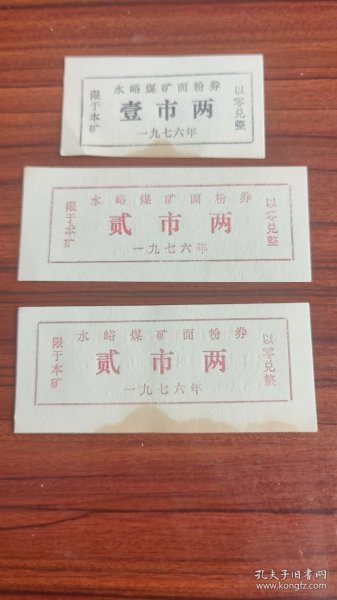 水峪煤矿面粉券
限于本矿
壹市两
以零兑整
一九七六年
水峪煤矿面粉券
限于本矿
贰市两
以零兑整
一九七六年
水峪煤矿面粉券
限于本矿
贰市两
以零兑整
一九七六年
孔夫子旧书网
www.kongfz.com